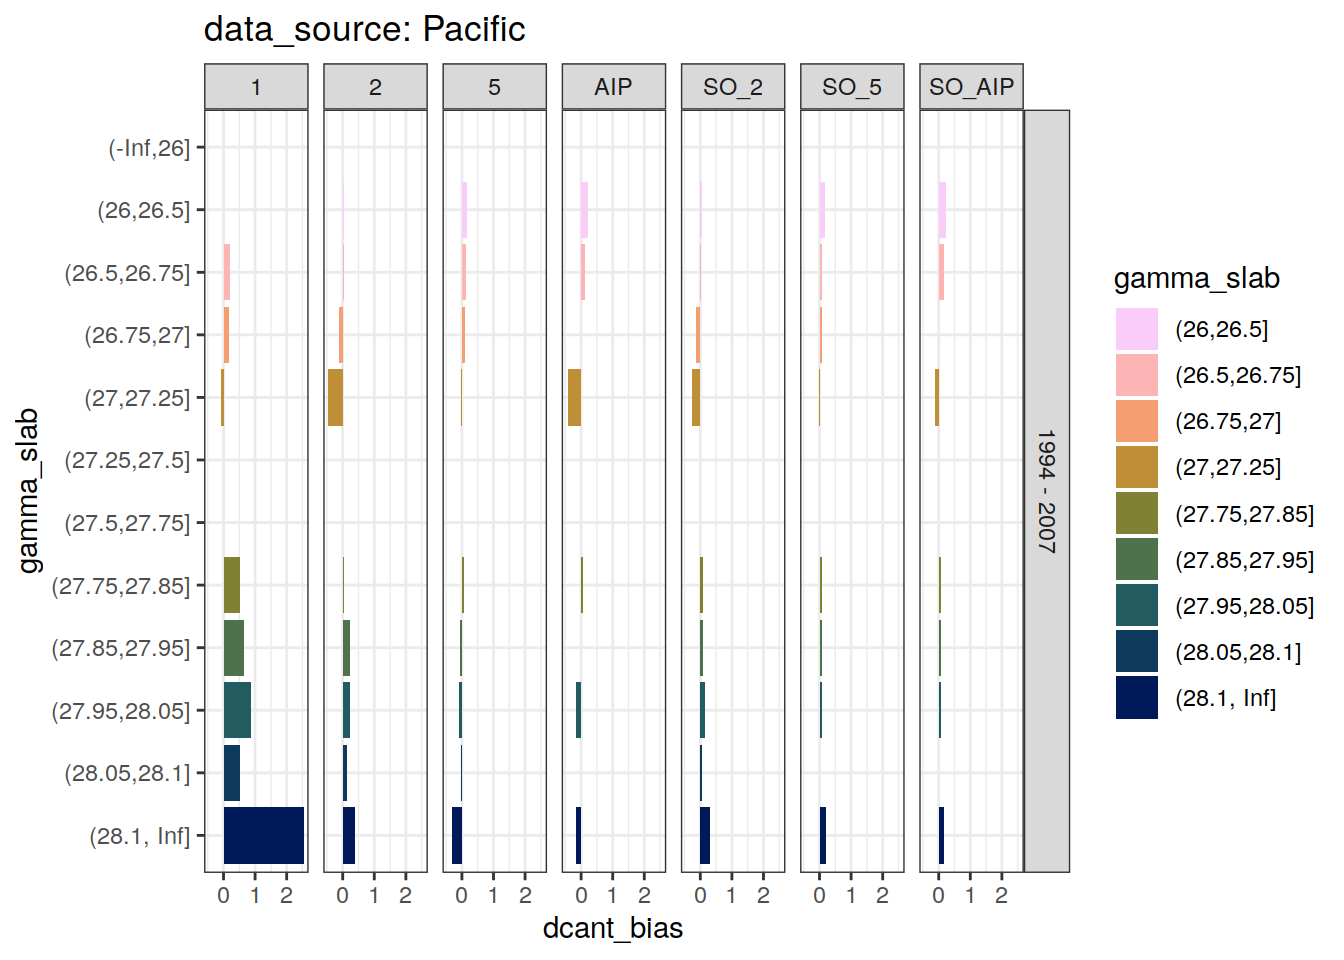 data_source: Pacific
1 2 5 AIP SO_2 SO_5 SO_AIP
(-Inf,26]
(26,26.5]
(26.5,26.75]
(26.75,27]
(27,27.25]
(27.25,27.5]
(27.5,27.75]
(27.75,27.85]
(27.85,27.95]
(27.95,28.05]
(28.05,28.1]
(28.1, Inf]
gamma_slab
1994 - 2007
0 1 2 0 1 2 0 1 2 0 1 2 0 1 2 0 1 2 0 1 2
dcant_bias
gamma_slab
(26,26.5]
(26.5,26.75]
(26.75,27]
(27,27.25]
(27.75,27.85]
(27.85,27.95]
(27.95,28.05]
(28.05,28.1]
(28.1, Inf]